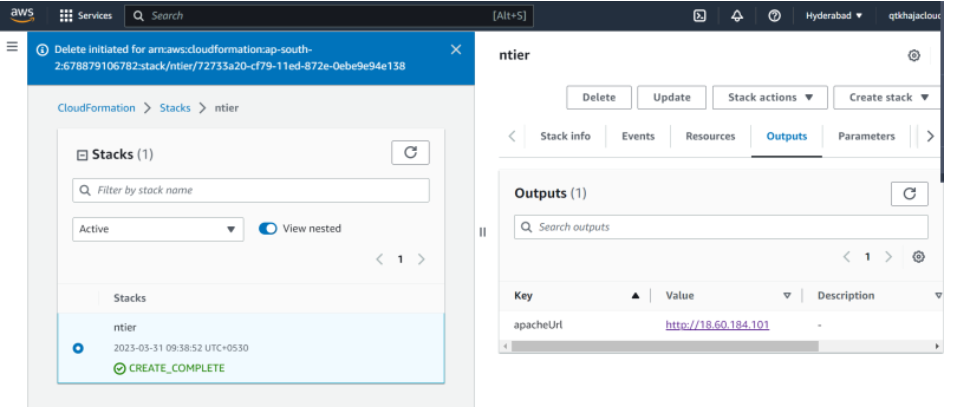 aws
Services
Search
[Alt+S]
Hyderabad
qtkhajacloud
Delete initiated for arn:aws:cloudformation:ap-south-
2:678879106782:stack/ntier/72733a20-cf79-11ed-872e-0ebe9e94e138
CloudFormation > Stacks > ntier
Stacks (1)
Filter by stack name
Active
View nested
1
Stacks
ntier
2023-03-31 09:38:52 UTC+0530
CREATE_COMPLETE
ntier
Delete
Update
Stack actions
Create stack
Stack info
Events
Resources
Outputs
Parameters
Outputs (1)
Search outputs
1
Key
Value
Description
apacheUrl
http://18.60.184.101
-